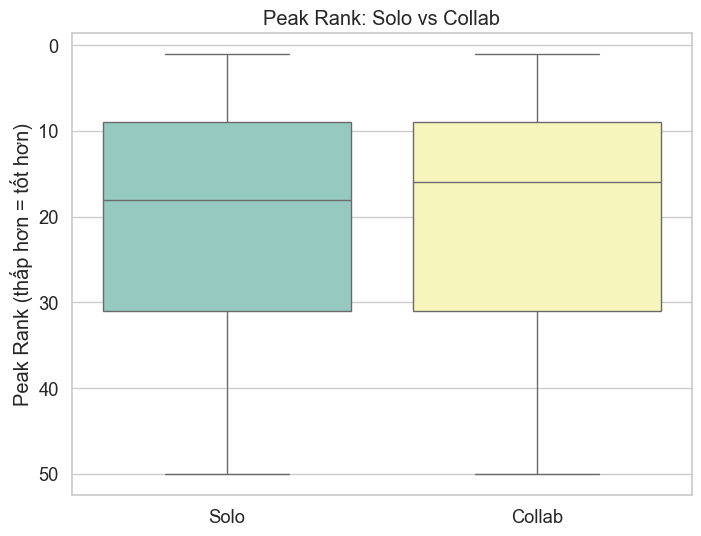 Peak Rank: Solo vs Collab
Peak Rank (thấp hơn = tốt hơn)
0
10
20
30
40
50
Solo
Collab